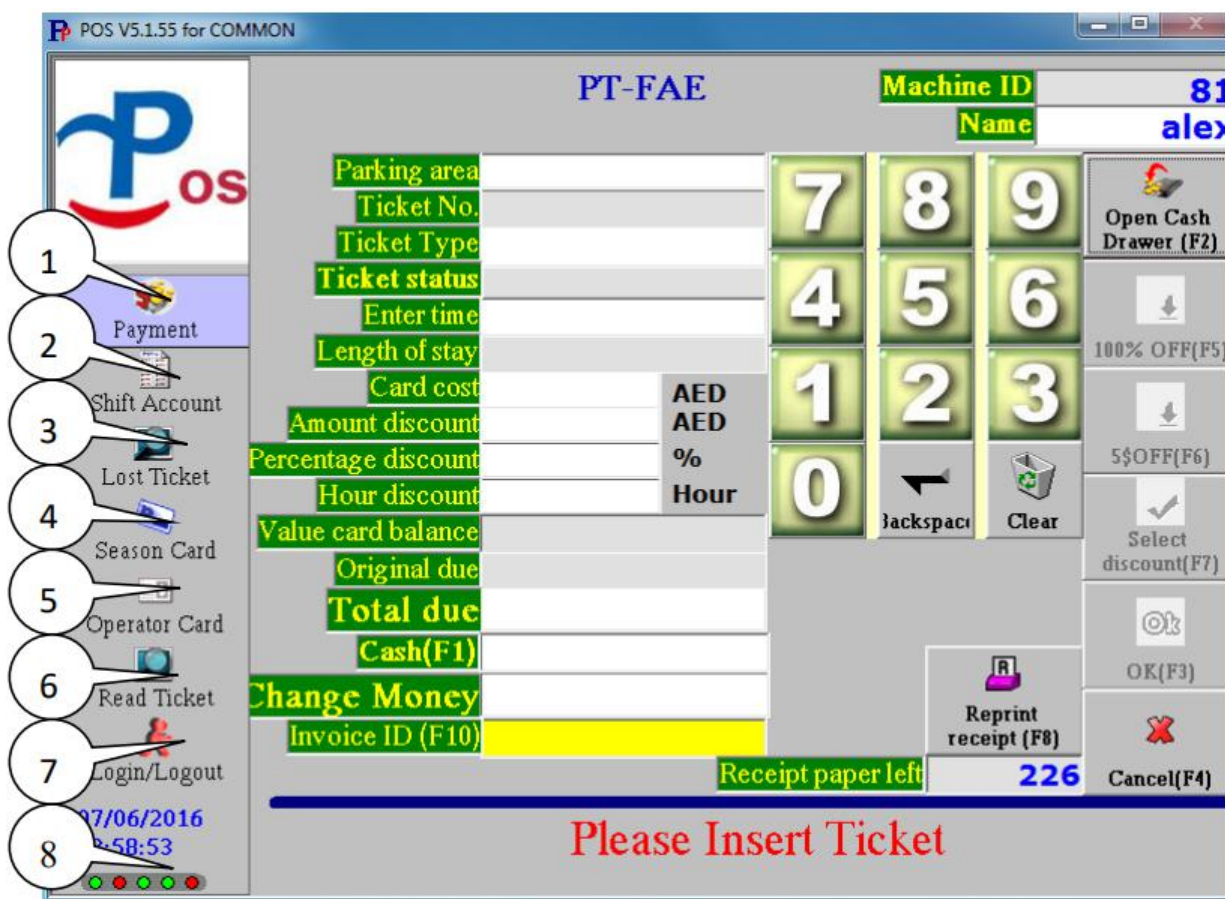 POS V5.1.55 for COMMON
POS
PT-FAE
Machine ID 81
Name alex
Parking area
Ticket No.
Ticket Type
Ticket status
Enter time
Length of stay
Card cost AED
Amount discount AED
Percentage discount %
Hour discount Hour
Value card balance
Original due
Total due
Cash(F1)
Change Money
Invoice ID (F10)
7 8 9
4 5 6
1 2 3
0 Backspac Clear
Open Cash
Drawer (F2)
100% OFF(F5)
5$OFF(F6)
Select
discount(F7)
Ok
OK(F3)
Cancel(F4)
R
Reprint
receipt (F8)
Receipt paper left 226
1
Payment
2
Shift Account
3
Lost Ticket
4
Season Card
5
Operator Card
6
Read Ticket
7
Login/Logout
07/06/2016
:58:53
8
Please Insert Ticket